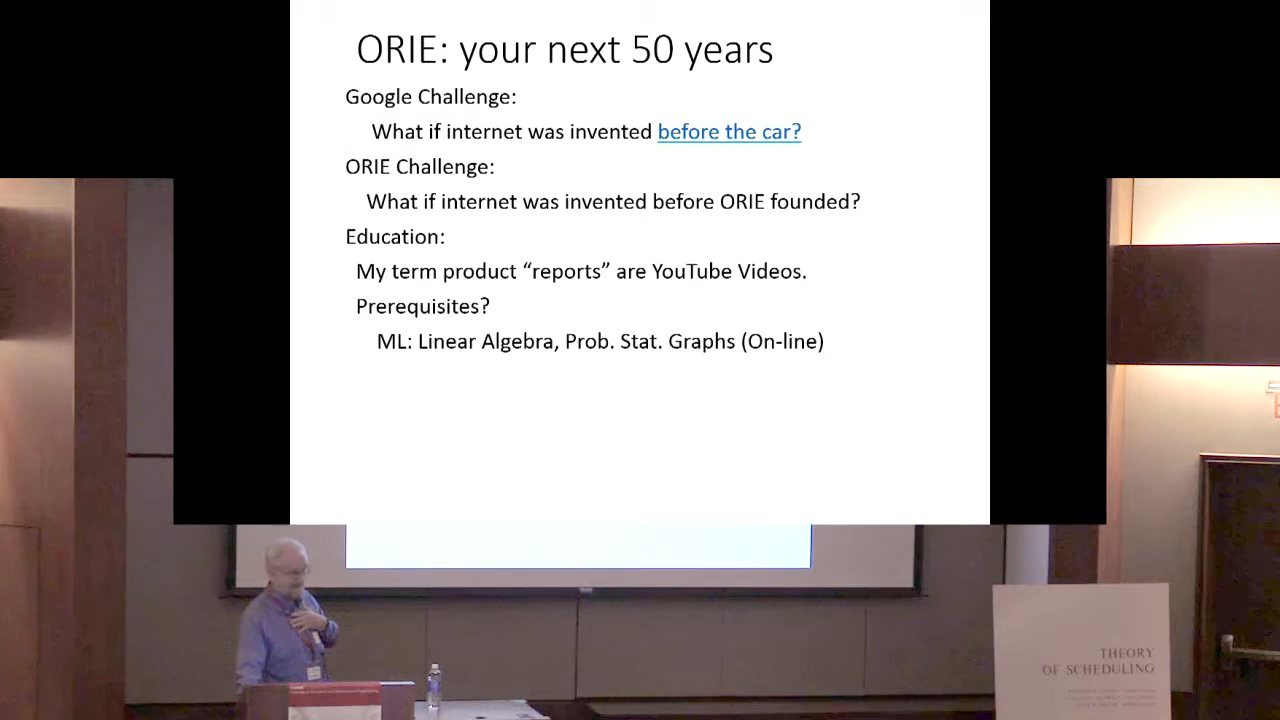 ORIE: your next 50 years
Google Challenge:
What if internet was invented before the car?
ORIE Challenge:
What if internet was invented before ORIE founded?
Education:
My term product “reports” are YouTube Videos.
Prerequisites?
ML: Linear Algebra, Prob. Stat. Graphs (On-line)
THEORY
OF SCHEDULING